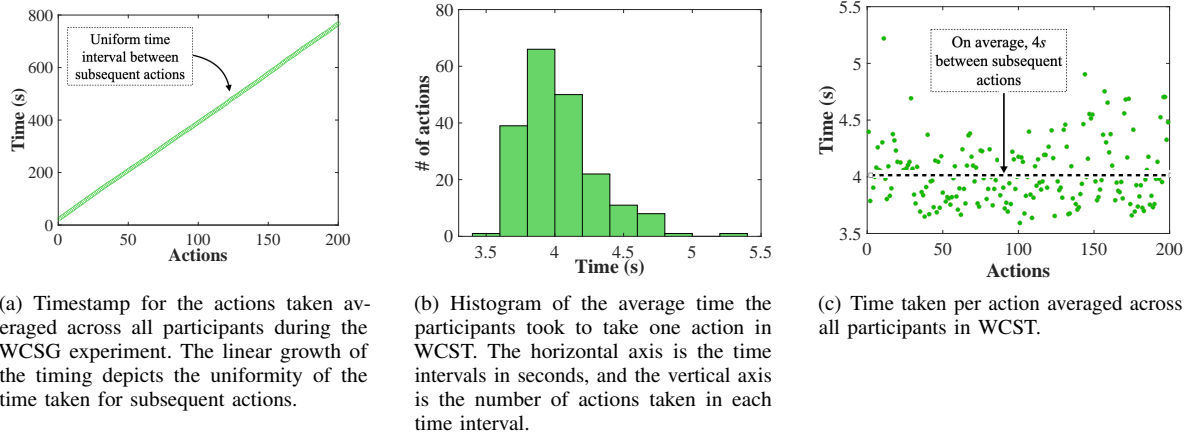 800
600
400
200
0
0
50
100
150
200
Time (s)
Actions
Uniform time
interval between
subsequent actions
80
60
40
20
0
3.5
4
4.5
5
5.5
# of actions
Time (s)
5.5
5
4.5
4
3.5
0
50
100
150
200
Time (s)
Actions
On average, 4s
between subsequent
actions
(a) Timestamp for the actions taken av-
eraged across all participants during the
WCSG experiment. The linear growth of
the timing depicts the uniformity of the
time taken for subsequent actions.
(b) Histogram of the average time the
participants took to take one action in
WCST. The horizontal axis is the time
intervals in seconds, and the vertical axis
is the number of actions taken in each
time interval.
(c) Time taken per action averaged across
all participants in WCST.